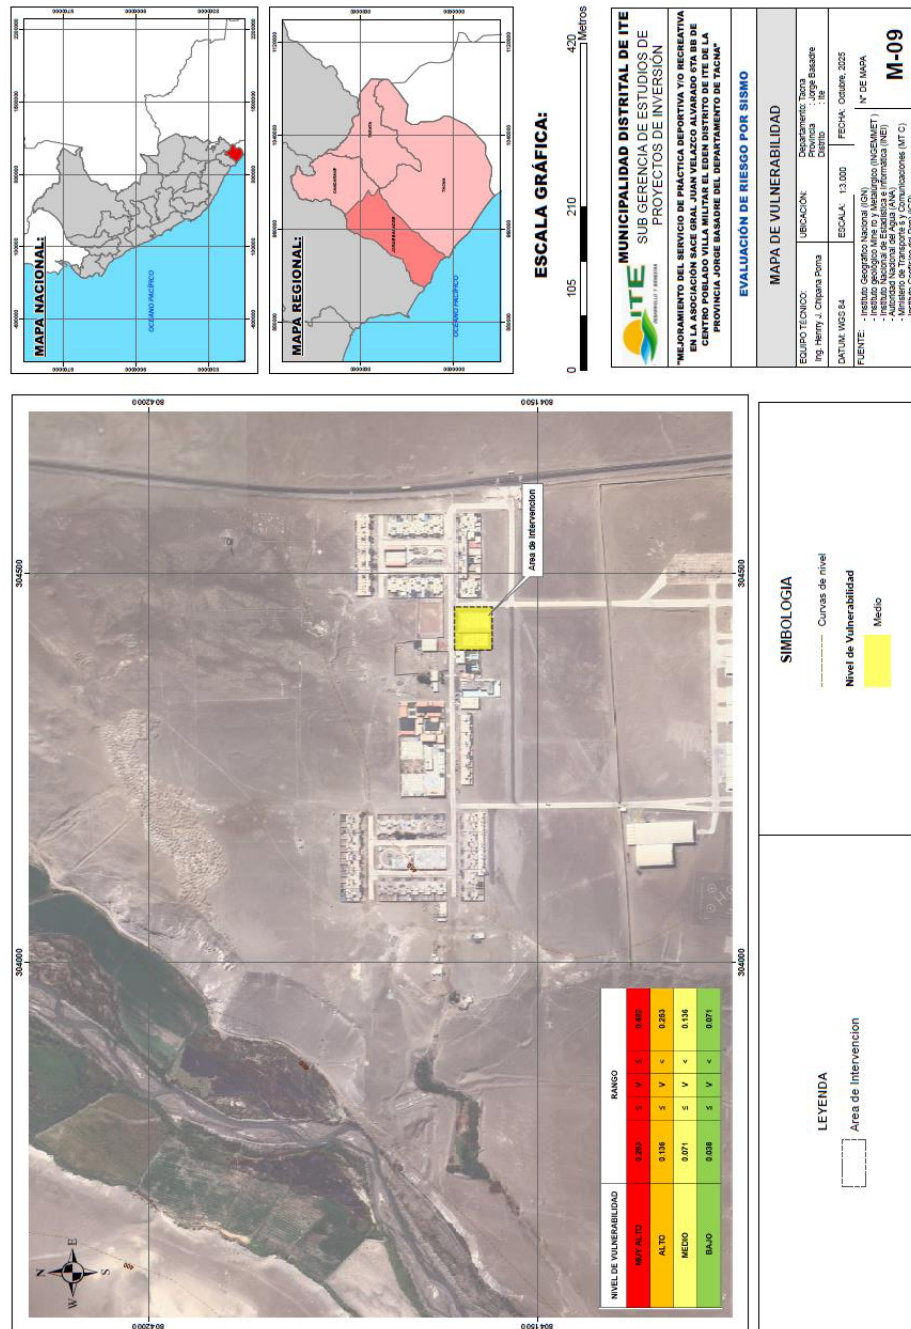 MAPA NACIONAL:
OCÉANO PACÍFICO
MAPA REGIONAL:
CANDARAVE
TARATA
JORGE BASADRE
TACNA
OCÉANO PACÍFICO
ESCALA GRÁFICA:
0 105 210 420
Metros
ITE
DESARROLLO Y BIENESTAR
MUNICIPALIDAD DISTRITAL DE ITE
SUB GERENCIA DE ESTUDIOS DE
PROYECTOS DE INVERSIÓN
"MEJORAMIENTO DEL SERVICIO DE PRÁCTICA DEPORTIVA Y/O RECREATIVA
EN LA ASOCIACIÓN SACE GRAL JUAN VELAZCO ALVARADO 6TA BB DE
CENTRO POBLADO VILLA MILITAR EL EDEN DISTRITO DE ITE DE LA
PROVINCIA JORGE BASADRE DEL DEPARTAMENTO DE TACNA"
EVALUACIÓN DE RIESGO POR SISMO
MAPA DE VULNERABILIDAD
EQUIPO TÉCNICO:
Ing. Henry J. Chipana Poma
UBICACIÓN:
Departamento: Tacna
Provincia : Jorge Basadre
Distrito : Ite
DATUM: WGS 84
ESCALA: 1:3,000
FECHA: Octubre, 2025
FUENTE:
- Instituto Geográfico Nacional (IGN)
- Instituto geológico Minero y Metalúrgico (INGEMMET)
- Instituto Nacional de Estadística e Informática (INEI)
- Autoridad Nacional del Agua (ANA)
- Ministerio de Transportes y Comunicaciones (MTC)
N° DE MAPA
M-09
304000
304500
N
E
S
W
400
Area de Intervencion
NIVEL DE VULNERABILIDAD RANGO
MUY ALTO 0.263 ≤ V ≤
ALTO 0.136 ≤ V < 0.263
MEDIO 0.071 ≤ V < 0.136
BAJO 0.038 ≤ V < 0.071
LEYENDA
Area de Intervencion
SIMBOLOGIA
Curvas de nivel
Nivel de Vulnerabilidad
Medio